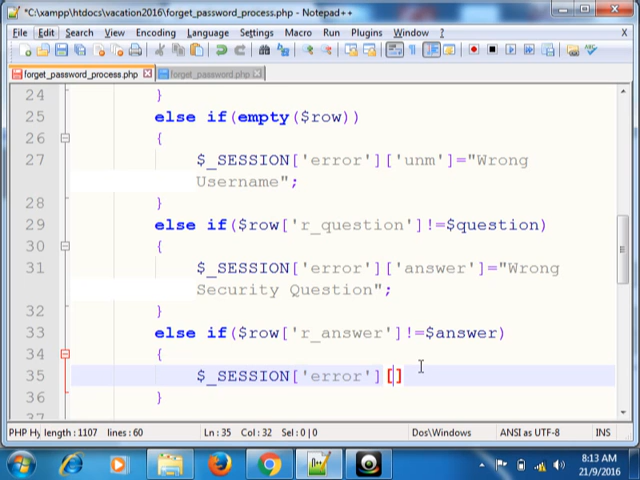 *C:\xampp\htdocs\vacation2016\forget_password_process.php - Notepad++
File Edit Search View Encoding Language Settings Macro Run Plugins Window ?
X
forget_password_process.php forget_password.php
24 }
25 else if(empty($row))
26 {
27 $_SESSION['error']['unm']="Wrong
Username";
28 }
29 else if($row['r_question']!=$question)
30 {
31 $_SESSION['error']['answer']="Wrong
Security Question";
32 }
33 else if($row['r_answer']!=$answer)
34 {
35 $_SESSION['error'][]
36 }
37
PHP Hy length : 1107 lines : 60 Ln : 35 Col : 32 Sel : 0 | 0 Dos\Windows ANSI as UTF-8 INS
8:13 AM
21/9/2016